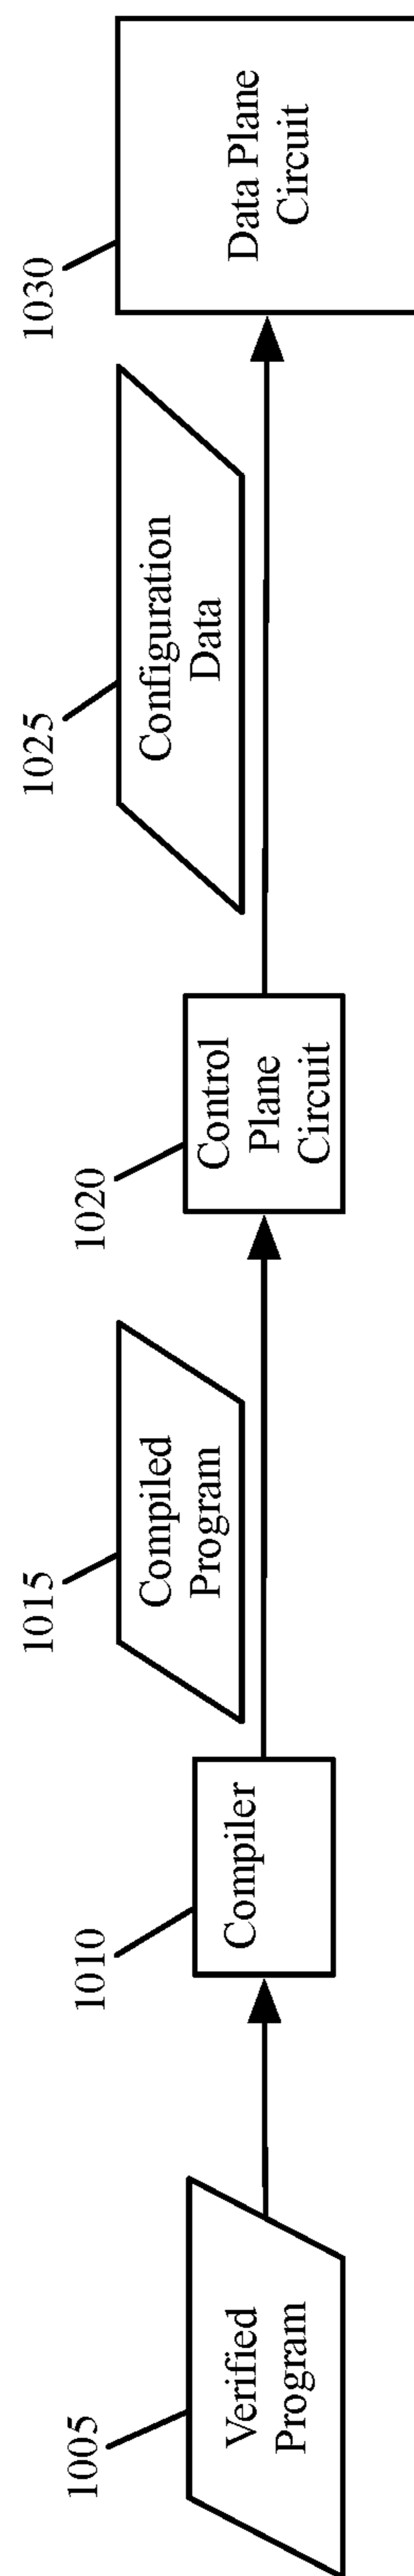 1005
Verified
Program
1010
Compiler
1015
Compiled
Program
1020
Control
Plane
Circuit
1025
Configuration
Data
1030
Data Plane
Circuit